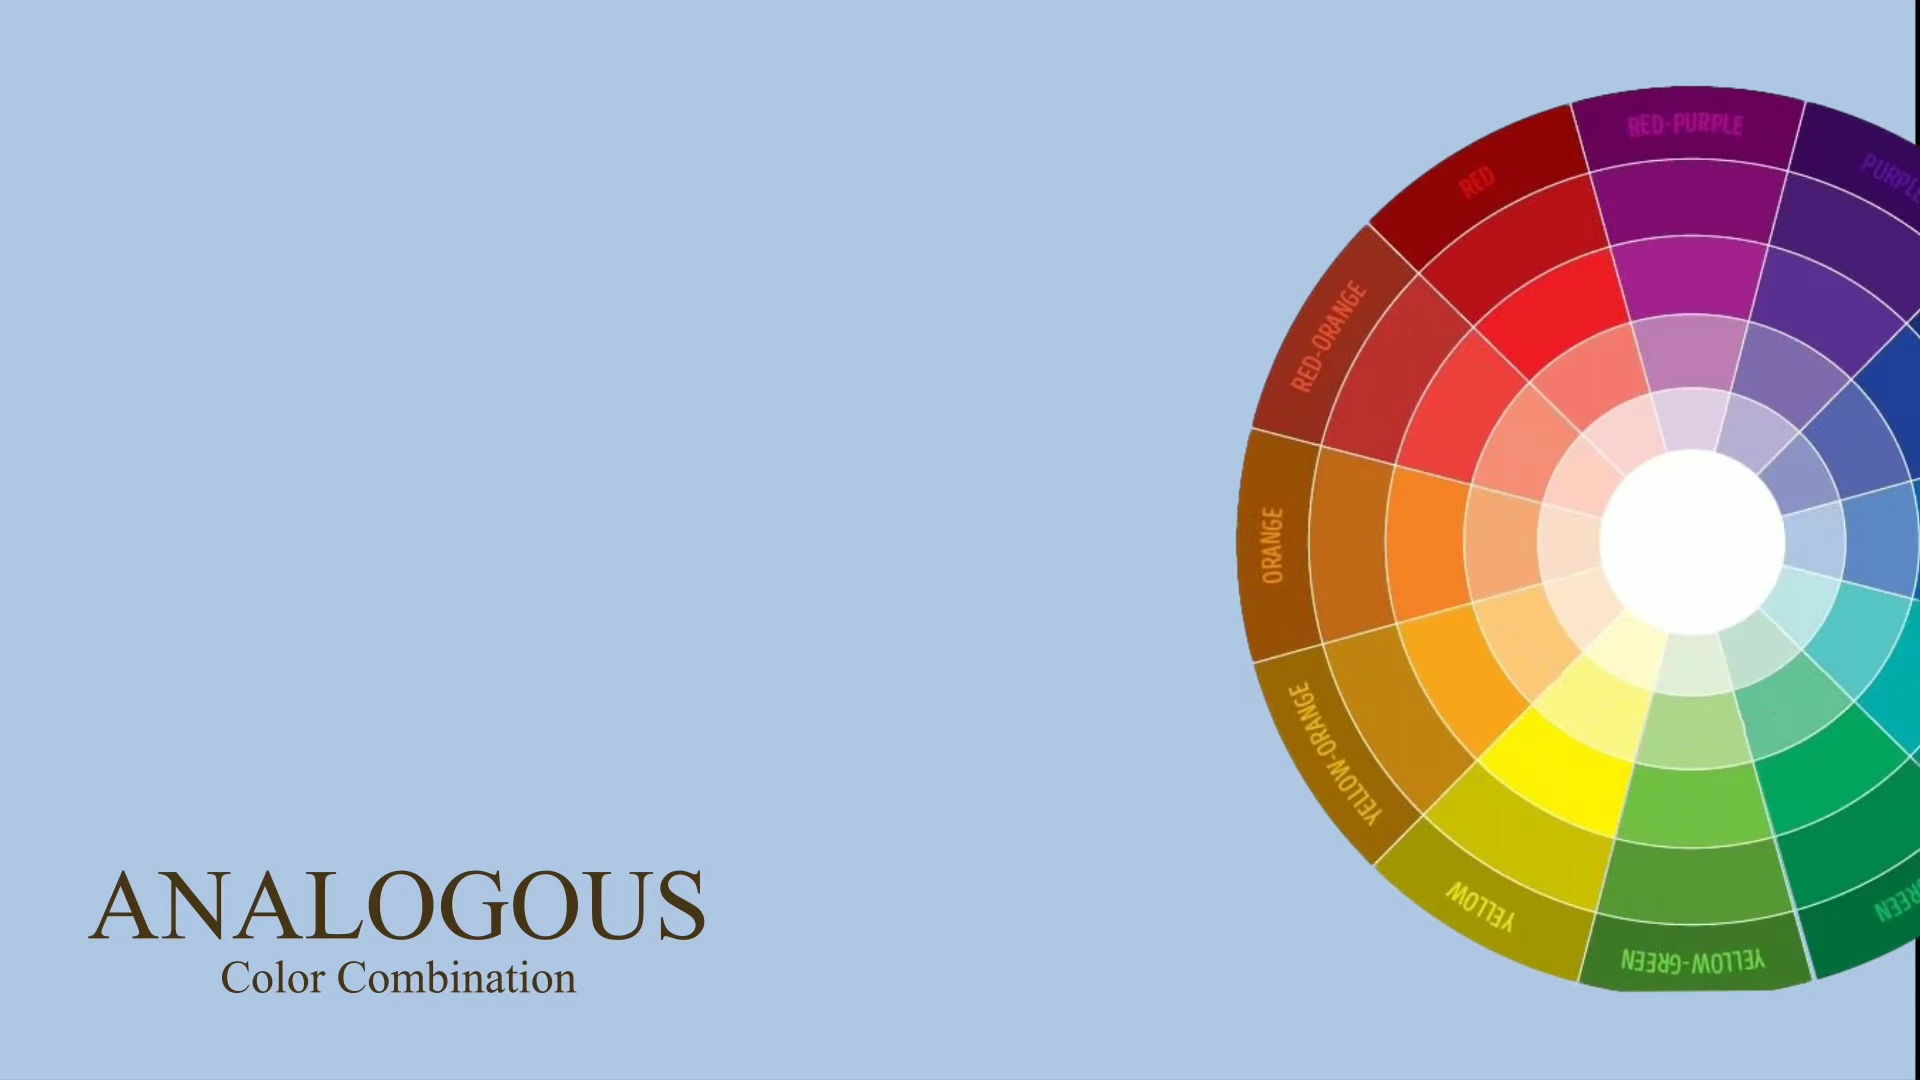 RED-PURPLE
RED
RED-ORANGE
ORANGE
YELLOW-ORANGE
YELLOW
YELLOW-GREEN
ANALOGOUS
Color Combination